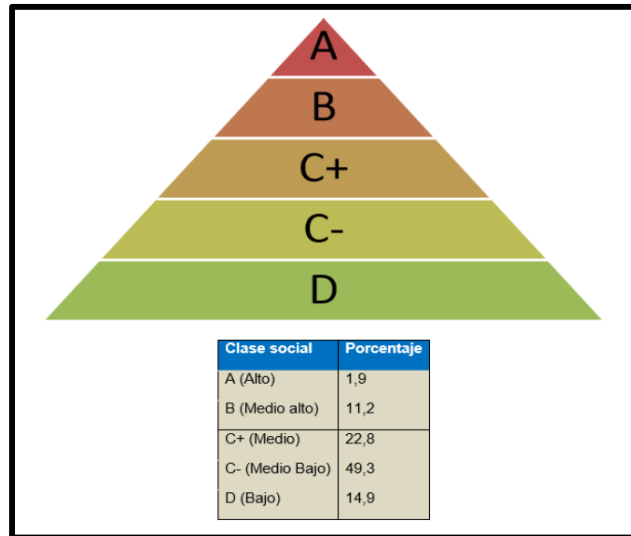 A
B
C+
C-
D
Clase social Porcentaje
A (Alto) 1,9
B (Medio alto) 11,2
C+ (Medio) 22,8
C- (Medio Bajo) 49,3
D (Bajo) 14,9